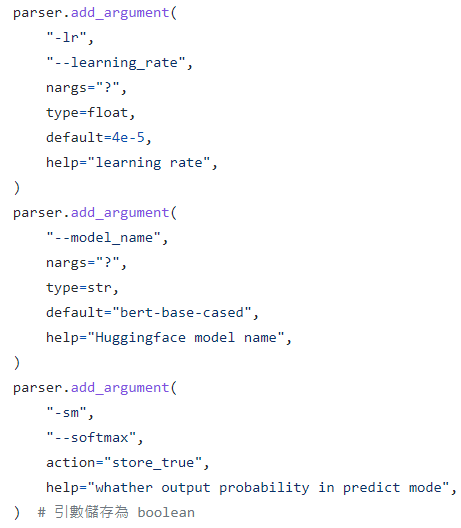 parser.add_argument(
    "-lr",
    "--learning_rate",
    nargs="?",
    type=float,
    default=4e-5,
    help="learning rate",
)
parser.add_argument(
    "--model_name",
    nargs="?",
    type=str,
    default="bert-base-cased",
    help="Huggingface model name",
)
parser.add_argument(
    "-sm",
    "--softmax",
    action="store_true",
    help="whather output probability in predict mode",
)  # 引數儲存為 boolean